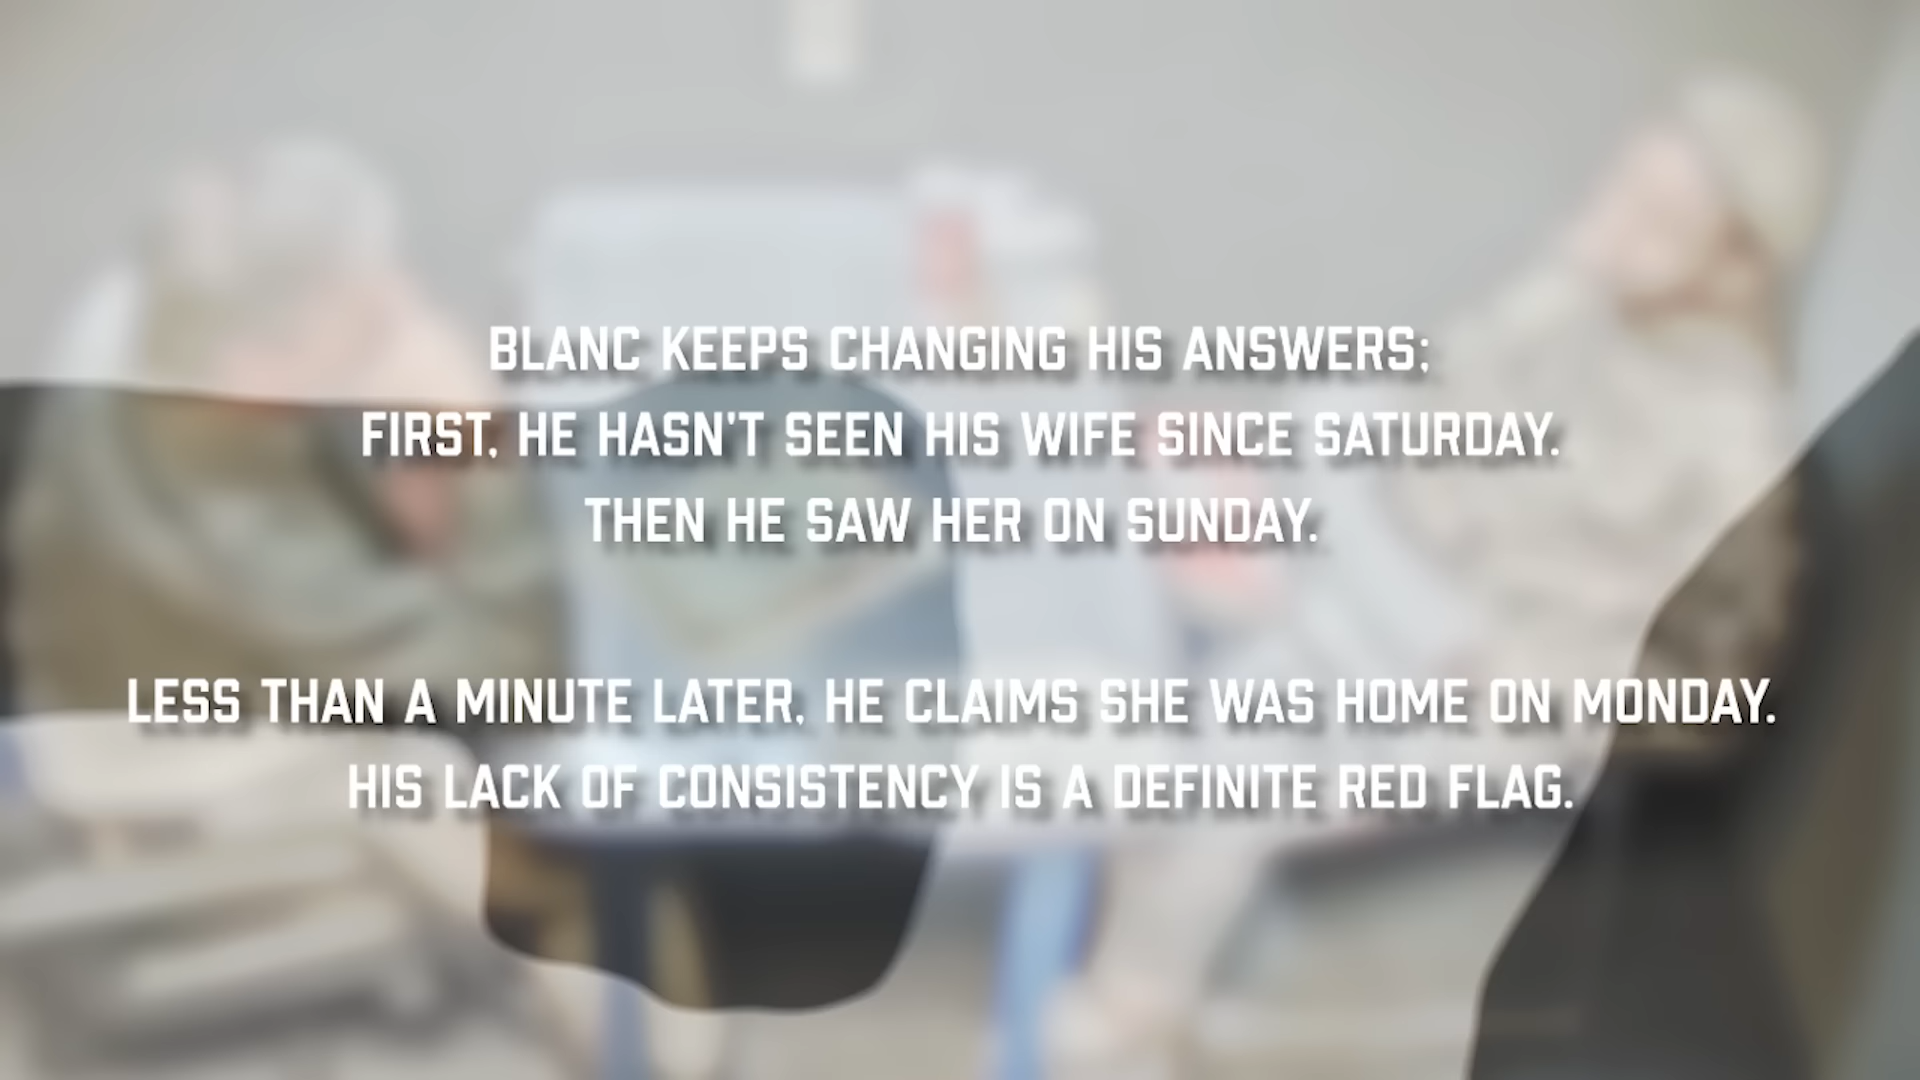 BLANC KEEPS CHANGING HIS ANSWERS;
FIRST, HE HASN'T SEEN HIS WIFE SINCE SATURDAY.
THEN HE SAW HER ON SUNDAY.
LESS THAN A MINUTE LATER, HE CLAIMS SHE WAS HOME ON MONDAY.
HIS LACK OF CONSISTENCY IS A DEFINITE RED FLAG.